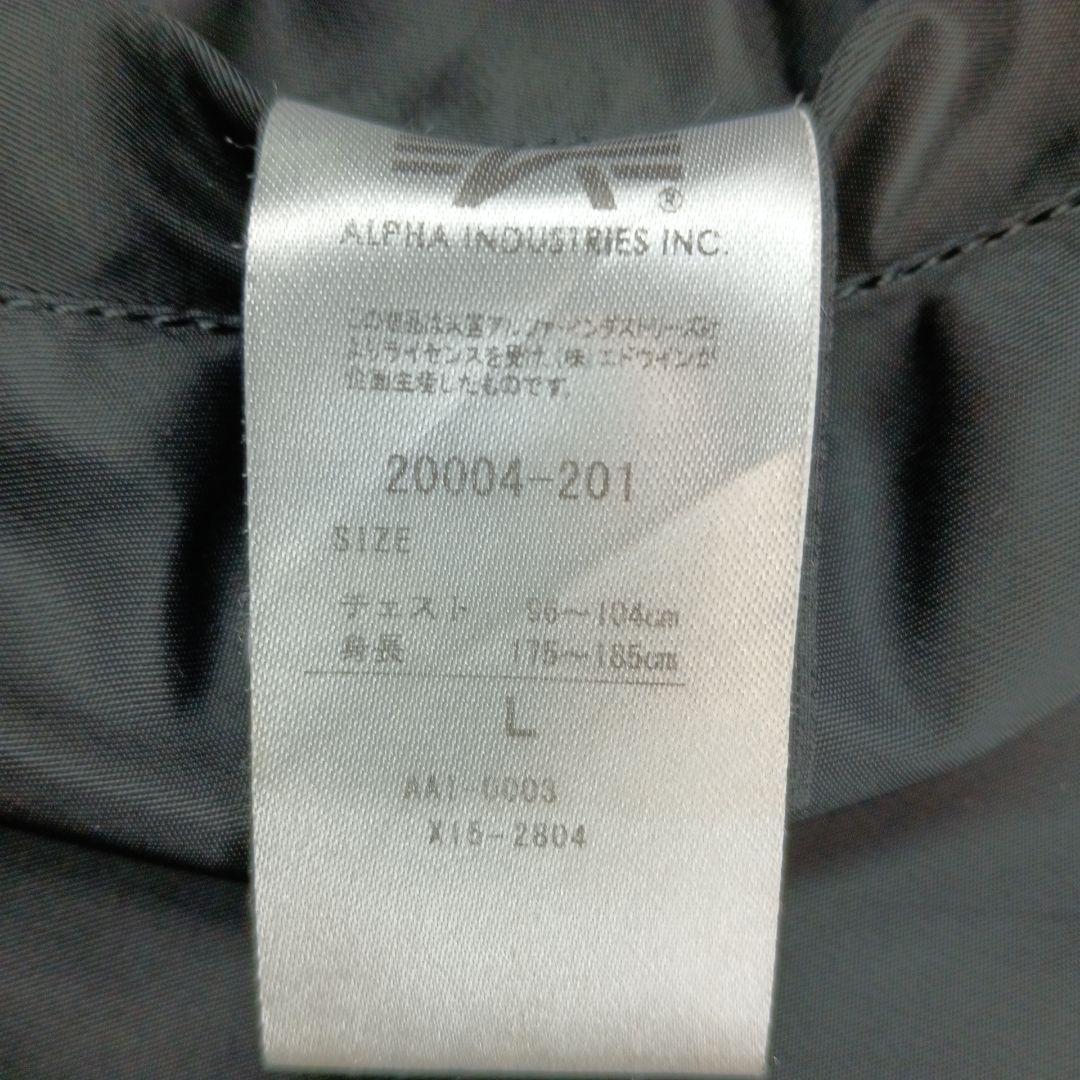 ®
ALPHA INDUSTRIES INC.
この商品は米国アルファ・インダストリーズ社
よりライセンスを受け、㈱エドウインが
企画生産したものです。
20004-201
SIZE
チェスト 96～104cm
身長 175～185cm
L
AA1-0003
X15-2804